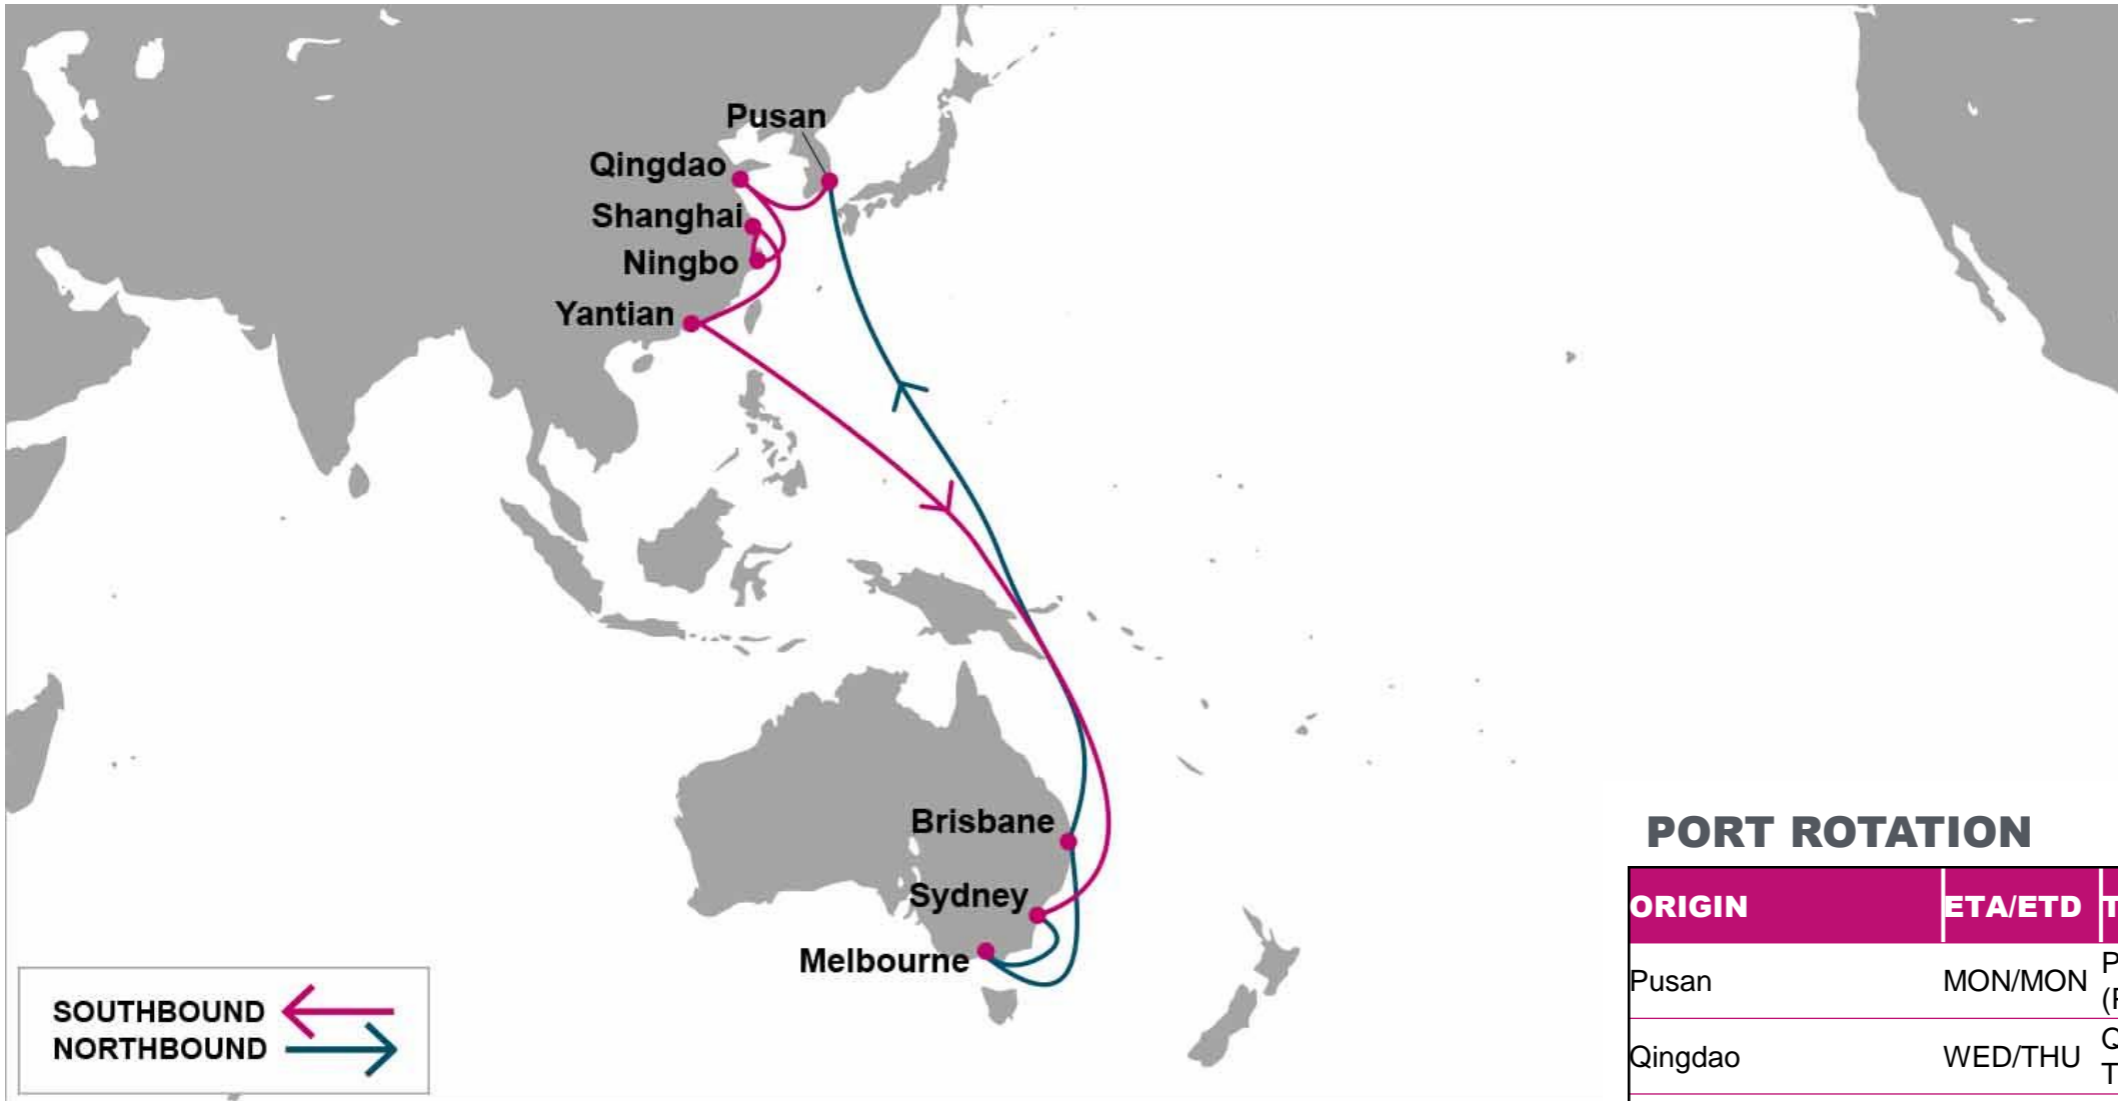 Pusan
Qingdao
Shanghai
Ningbo
Yantian
Brisbane
Sydney
Melbourne
SOUTHBOUND
NORTHBOUND
PORT ROTATION
ORIGIN ETA/ETD
Pusan MON/MON
Qingdao WED/THU